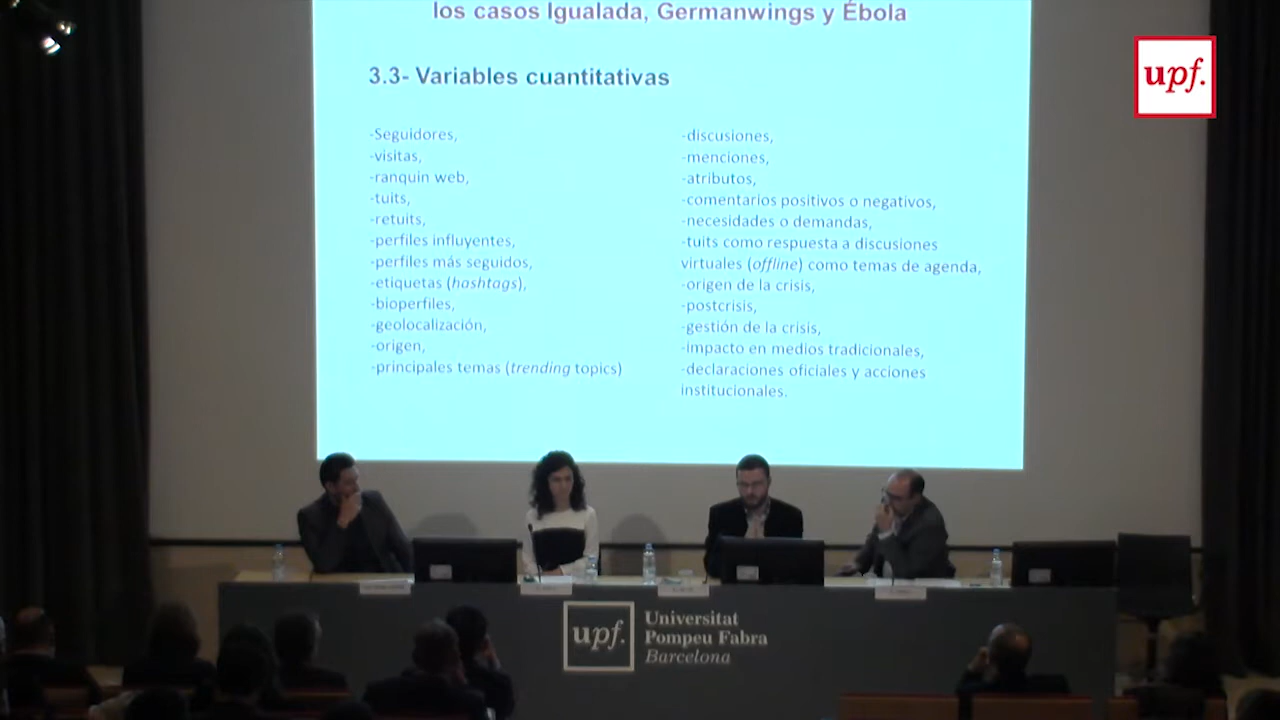 los casos Igualada, Germanwings y Ébola
3.3- Variables cuantitativas
-Seguidores,
-visitas,
-ranquin web,
-tuits,
-retuits,
-perfiles influyentes,
-perfiles más seguidos,
-etiquetas (hashtags),
-bioperfiles,
-geolocalización,
-origen,
-principales temas (trending topics)
-discusiones,
-menciones,
-atributos,
-comentarios positivos o negativos,
-necesidades o demandas,
-tuits como respuesta a discusiones
virtuales (offline) como temas de agenda,
-origen de la crisis,
-postcrisis,
-gestión de la crisis,
-impacto en medios tradicionales,
-declaraciones oficiales y acciones
institucionales.
upf.
upf.
Universitat
Pompeu Fabra
Barcelona